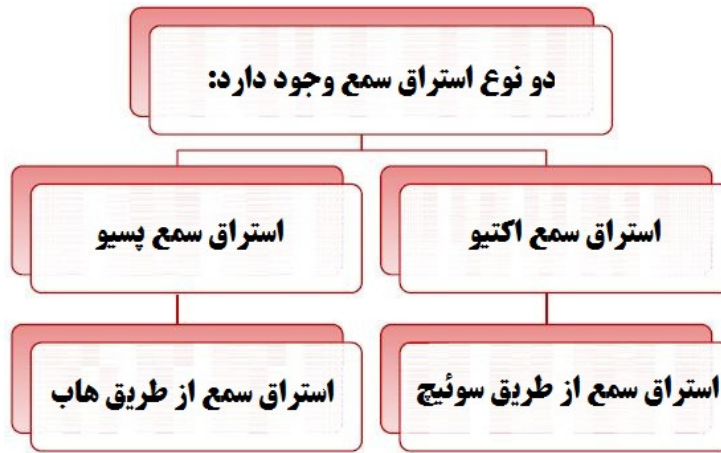 دو نوع استراق سمع وجود دارد:
استراق سمع اکتیو
استراق سمع پسیو
استراق سمع از طریق سوئیچ
استراق سمع از طریق هاب